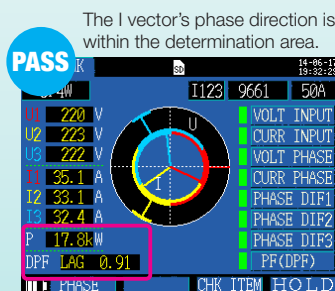 The I vector's phase direction is
within the determination area.
PASS
K SD 14-06-17
19:32:29
P4W I123 9661 50A
U1 220 V
U2 223 V
U3 222 V
I1 35.1 A
I2 33.1 A
I3 32.4 A
P 17.8kW
DPF LAG 0.91
U
I
VOLT INPUT
CURR INPUT
VOLT PHASE
CURR PHASE
PHASE DIF1
PHASE DIF2
PHASE DIF3
PF(DPF)
PHASE CHK ITEM HOLD